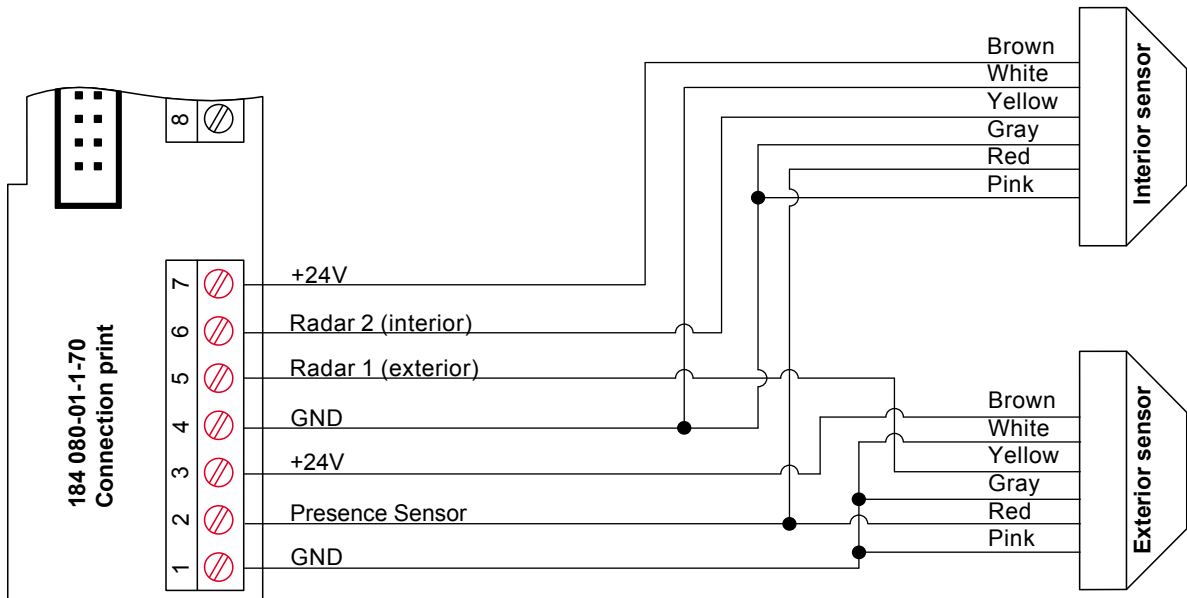 Brown
White
Yellow
Gray
Red
Pink
Interior sensor
8
7
+24V
6
Radar 2 (interior)
5
Radar 1 (exterior)
4
GND
3
+24V
2
Presence Sensor
1
GND
184 080-01-1-70
Connection print
Brown
White
Yellow
Gray
Red
Pink
Exterior sensor